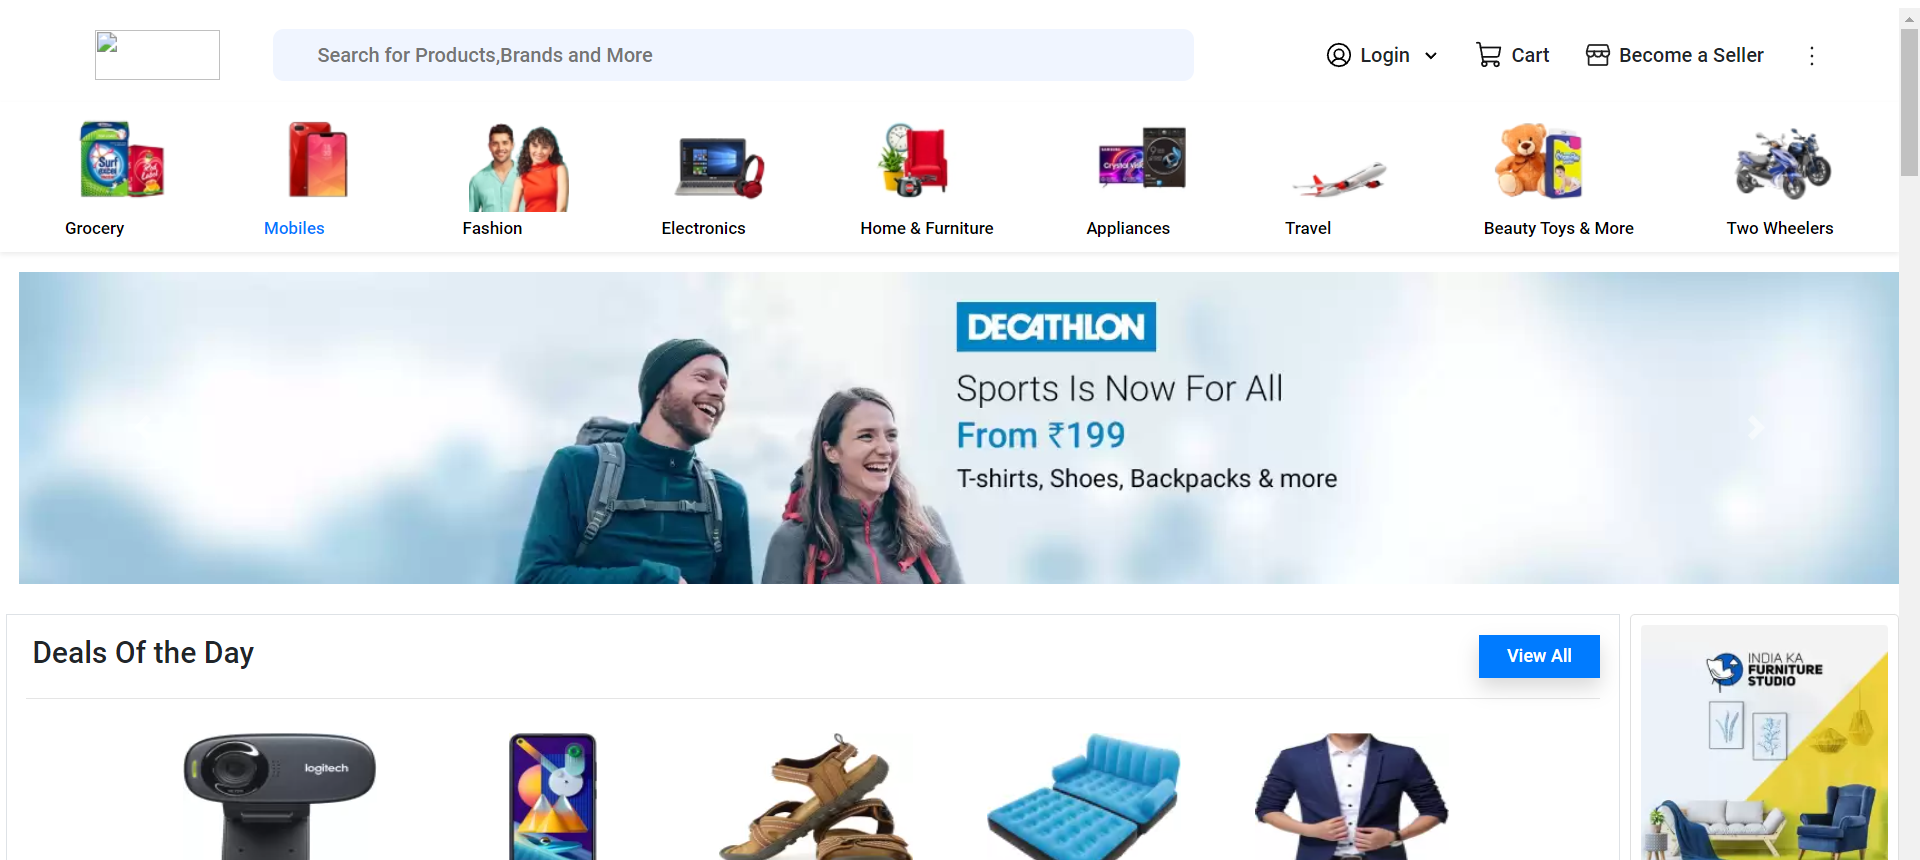 Search for Products,Brands and More
Login
Cart
Become a Seller
Surf
excel
Grocery
Mobiles
Fashion
Electronics
Home & Furniture
Appliances
Travel
Beauty Toys & More
Two Wheelers
DECATHLON
Sports Is Now For All
From ₹199
T-shirts, Shoes, Backpacks & more
Deals Of the Day
View All
INDIA KA
FURNITURE
STUDIO
logitech